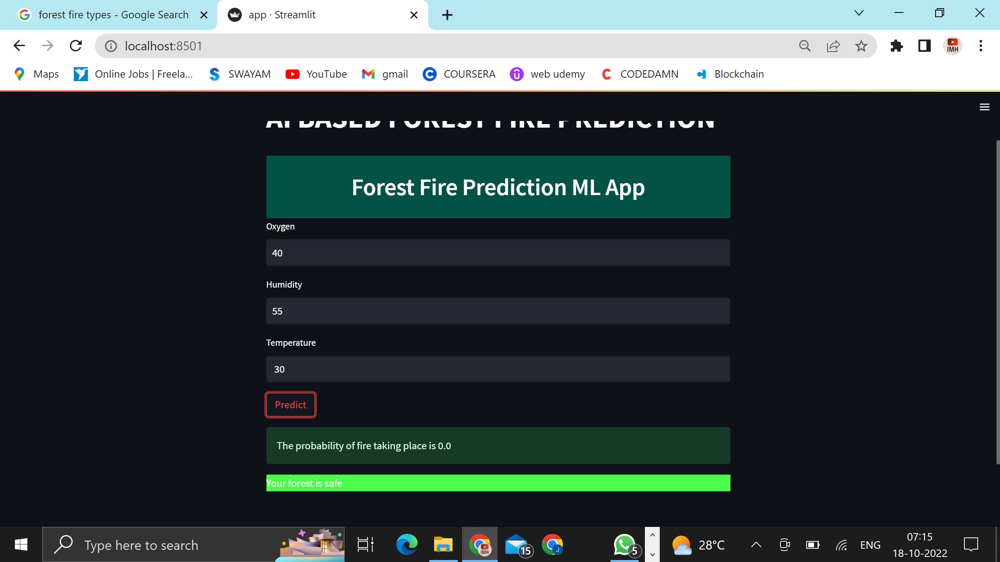 forest fire types - Google Search
app · Streamlit
localhost:8501
IMH
Maps
Online Jobs | Freela...
SWAYAM
YouTube
gmail
COURSERA
web udemy
CODEDAMN
Blockchain
AI BASED FOREST FIRE PREDICTION
Forest Fire Prediction ML App
Oxygen
40
Humidity
55
Temperature
30
Predict
The probability of fire taking place is 0.0
Your forest is safe
Type here to search
15
J
5
28°C
ENG
07:15
18-10-2022